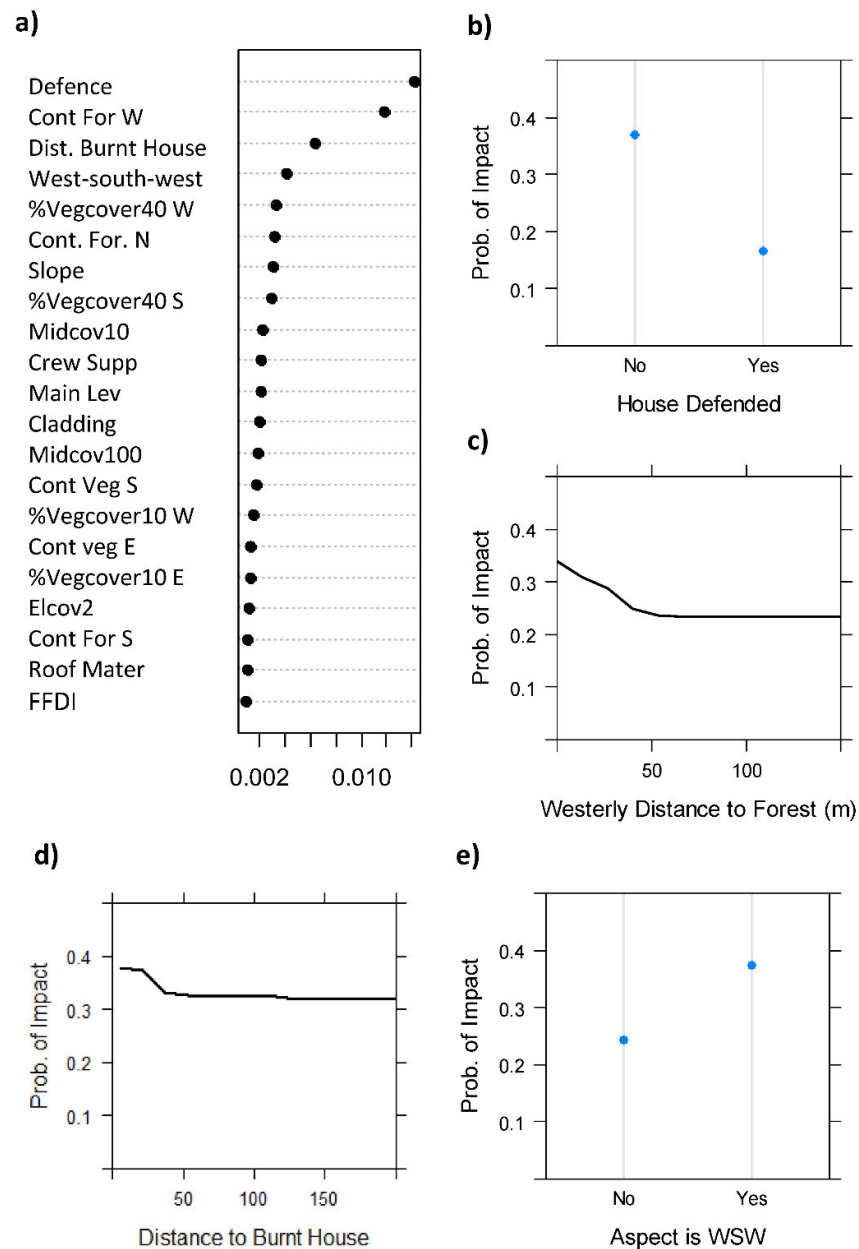 a)
Defence
Cont For W
Dist. Burnt House
West-south-west
%Vegcover40 W
Cont. For. N
Slope
%Vegcover40 S
Midcov10
Crew Supp
Main Lev
Cladding
Midcov100
Cont Veg S
%Vegcover10 W
Cont veg E
%Vegcover10 E
Elcov2
Cont For S
Roof Mater
FFDI
0.002 0.010
b)
Prob. of Impact
0.4
0.3
0.2
0.1
No Yes
House Defended
c)
Prob. of Impact
0.4
0.3
0.2
0.1
50 100
Westerly Distance to Forest (m)
d)
Prob. of Impact
0.4
0.3
0.2
0.1
50 100 150
Distance to Burnt House
e)
Prob. of Impact
0.4
0.3
0.2
0.1
No Yes
Aspect is WSW